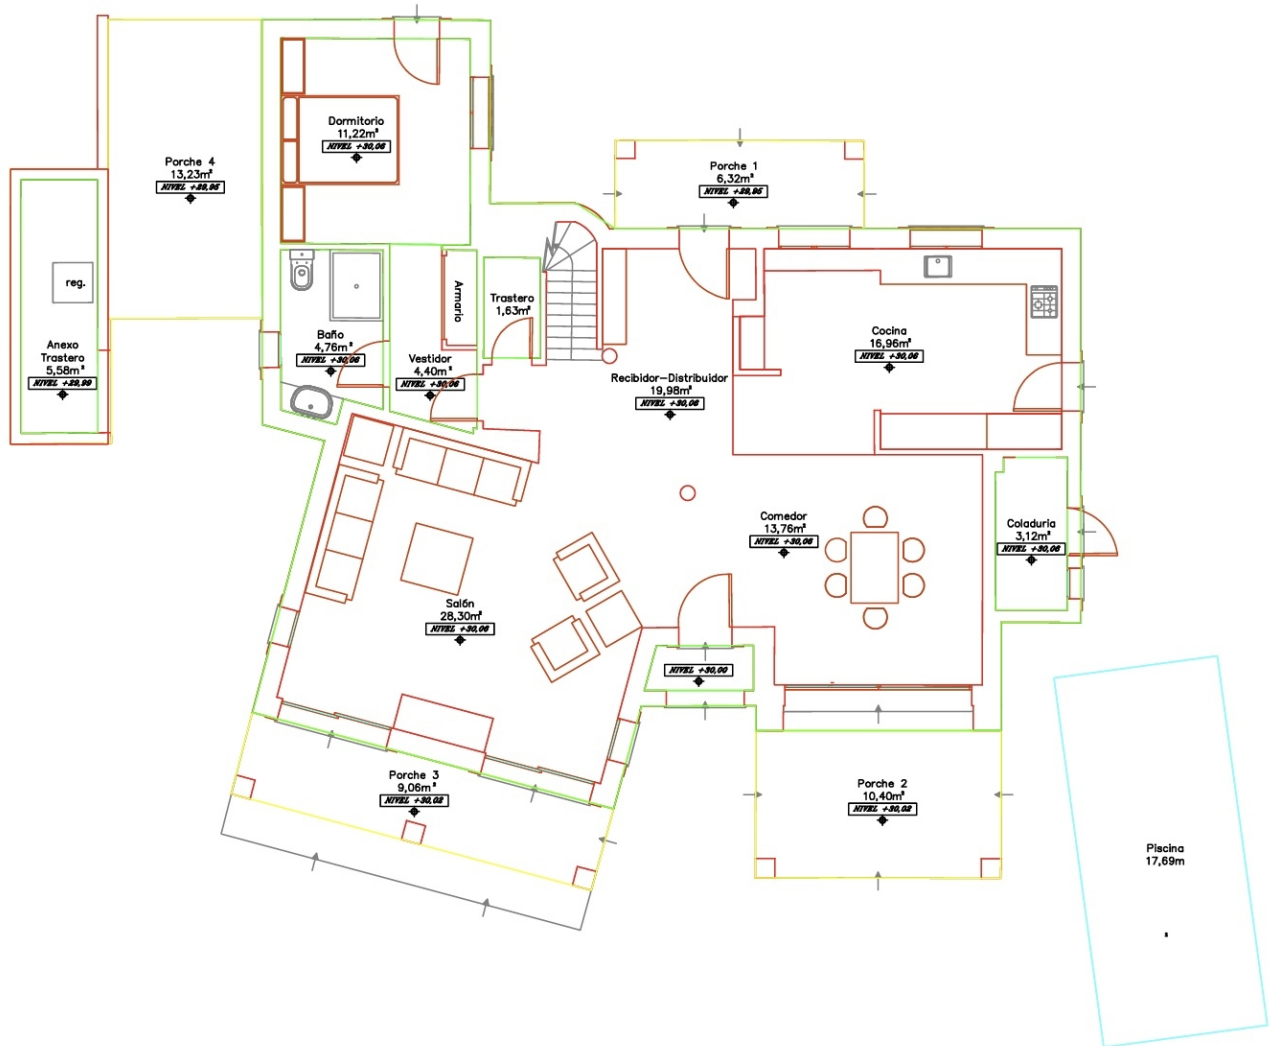 Dormitorio
11,22m²
NIVEL +30,06
Porche 4
13,23m²
NIVEL +29,95
Porche 1
6,32m²
NIVEL +29,95
reg.
Armario
Trastero
1,63m²
Anexo
Trastero
5,58m²
NIVEL +29,99
Baño
4,76m²
NIVEL +30,06
Vestidor
4,40m²
NIVEL +30,06
Recibidor-Distribuidor
19,98m²
NIVEL +30,06
Cocina
16,96m²
NIVEL +30,06
Comedor
13,76m²
NIVEL +30,06
Coladuria
3,12m²
NIVEL +30,06
Salón
28,30m²
NIVEL +30,06
NIVEL +30,00
Porche 3
9,06m²
NIVEL +30,02
Porche 2
10,40m²
NIVEL +30,02
Piscina
17,69m